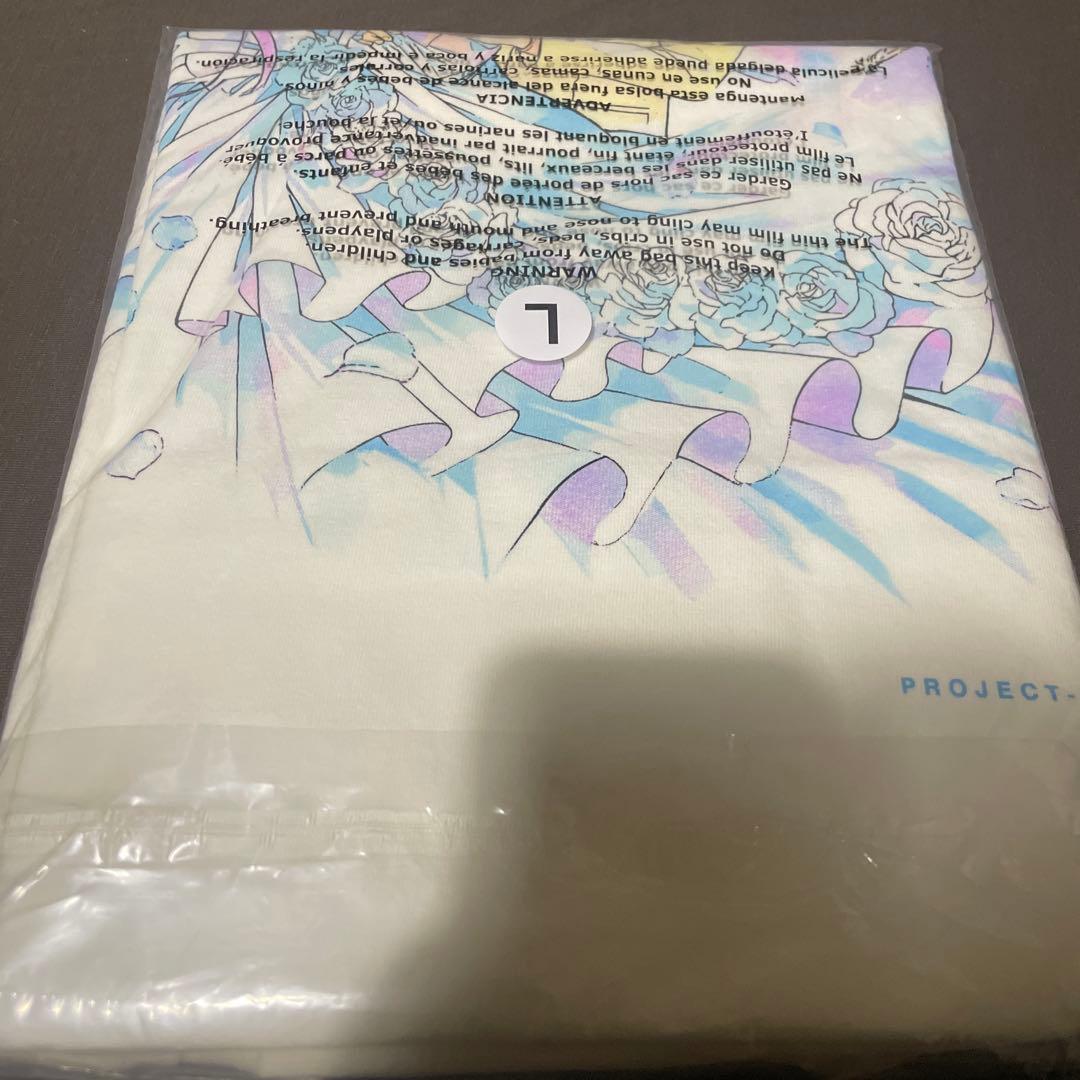 WARNING
Keep this bag away from babies and children.
Do not use in cribs, beds, carriages or playpens.
The thin film may cling to nose and mouth and prevent breathing.
ATTENTION
Garder ce sac hors de portée des bébés et enfants.
Ne pas utiliser dans les berceaux, lits, poussettes ou parcs à bébé.
Le film protecteur, étant fin, pourrait par inadvertance provoquer
l'étouffement en bloquant les narines ou/et la bouche.
ADVERTENCIA
Mantenga esta bolsa fuera del alcance de bebés y ninos.
No use en cunas, camas, carriolas y corrales.
La pelicula delgada puede adherirse a nariz y boca e impedir la respiracion.
L
PROJECT-